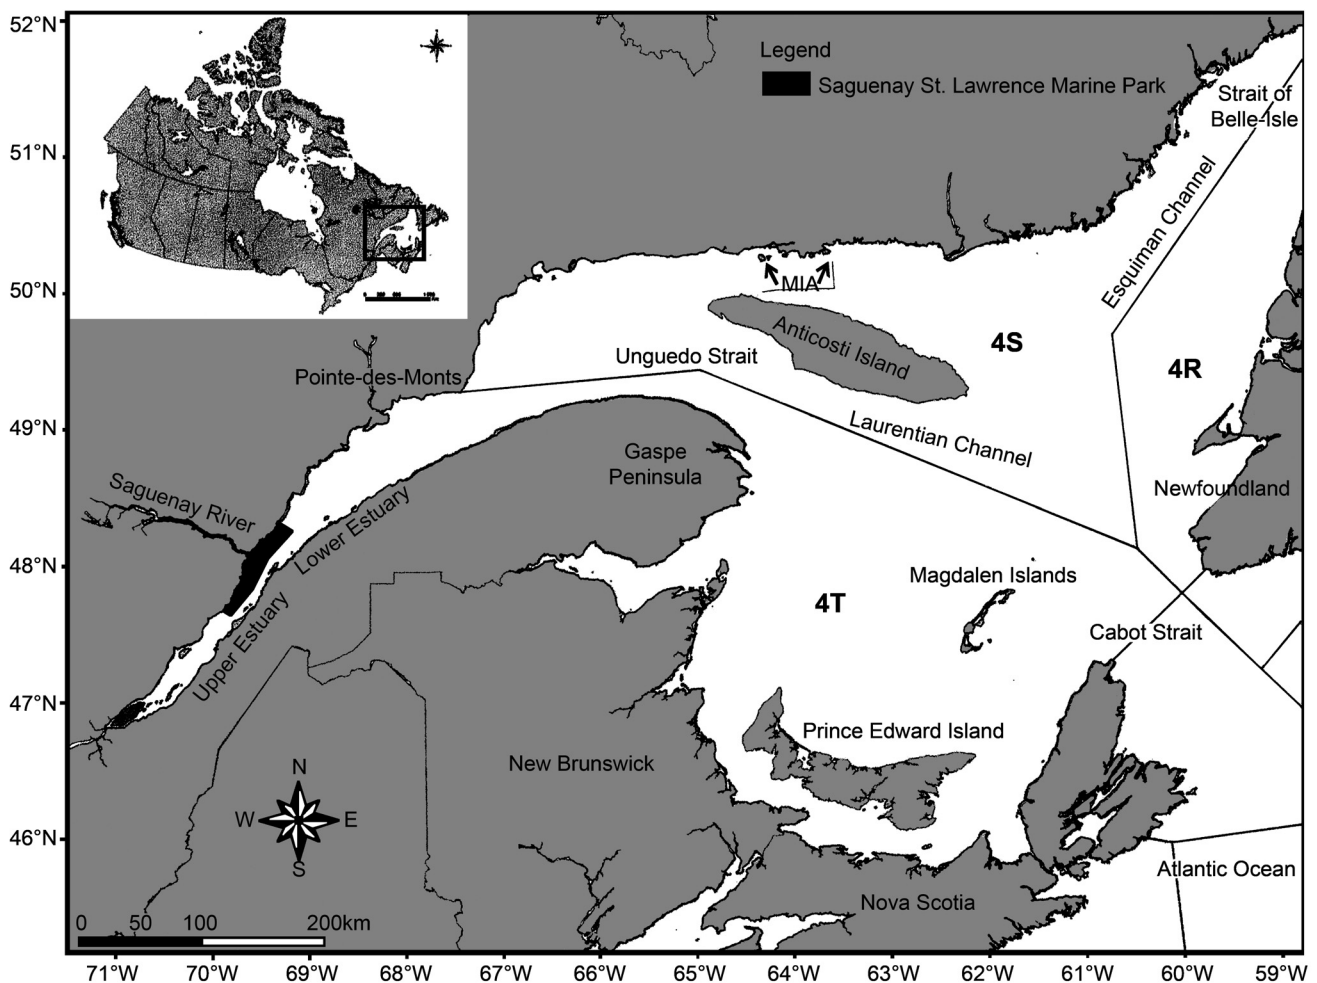 52°N
51°N
50°N
49°N
48°N
47°N
46°N
Legend
Saguenay St. Lawrence Marine Park
Strait of
Belle-Isle
Esquiman Channel
MIA
Anticosti Island
4S
4R
Unguedo Strait
Pointe-des-Monts
Laurentian Channel
Gaspe
Peninsula
Newfoundland
Saguenay River
Lower Estuary
Upper Estuary
Magdalen Islands
4T
Cabot Strait
Prince Edward Island
New Brunswick
N
W
E
S
Atlantic Ocean
Nova Scotia
0 50 100 200km
71°W 70°W 69°W 68°W 67°W 66°W 65°W 64°W 63°W 62°W 61°W 60°W 59°W